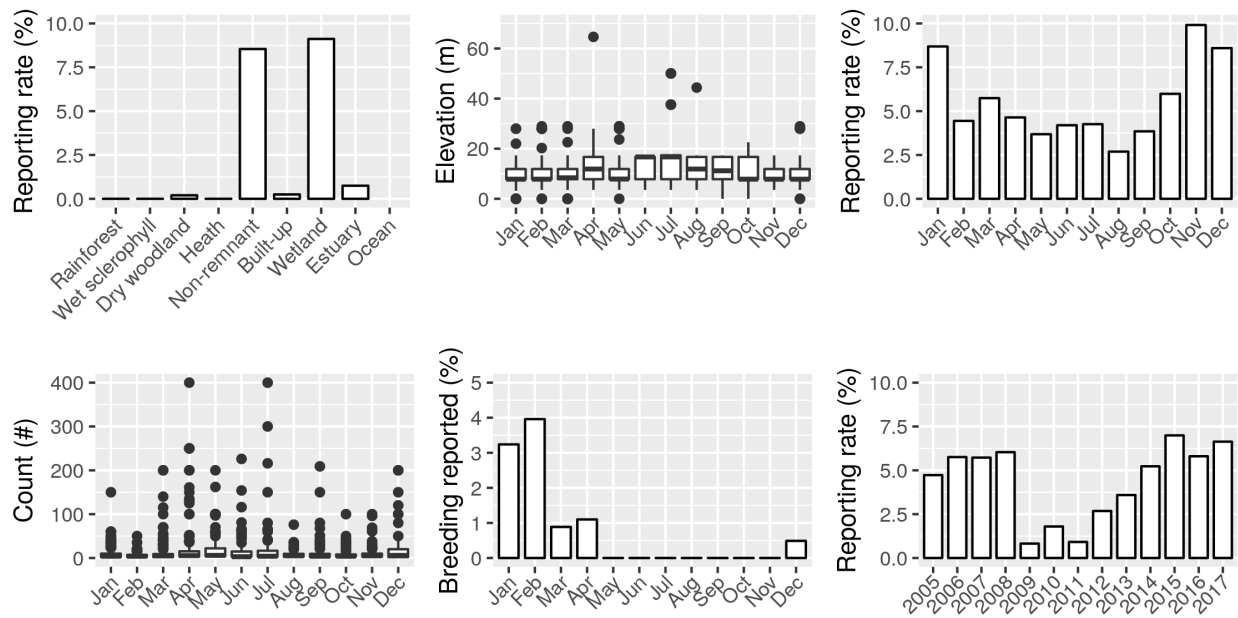 Reporting rate (%)
10.0
7.5
5.0
2.5
0.0
Rainforest
Wet sclerophyll
Dry woodland
Heath
Non-remnant
Built-up
Wetland
Estuary
Ocean
Elevation (m)
60
40
20
0
Jan
Feb
Mar
Apr
May
Jun
Jul
Aug
Sep
Oct
Nov
Dec
Reporting rate (%)
10.0
7.5
5.0
2.5
0.0
Jan
Feb
Mar
Apr
May
Jun
Jul
Aug
Sep
Oct
Nov
Dec
Count (#)
400
300
200
100
0
Jan
Feb
Mar
Apr
May
Jun
Jul
Aug
Sep
Oct
Nov
Dec
Breeding reported (%)
5
4
3
2
1
0
Jan
Feb
Mar
Apr
May
Jun
Jul
Aug
Sep
Oct
Nov
Dec
Reporting rate (%)
10.0
7.5
5.0
2.5
0.0
2005
2006
2007
2008
2009
2010
2011
2012
2013
2014
2015
2016
2017